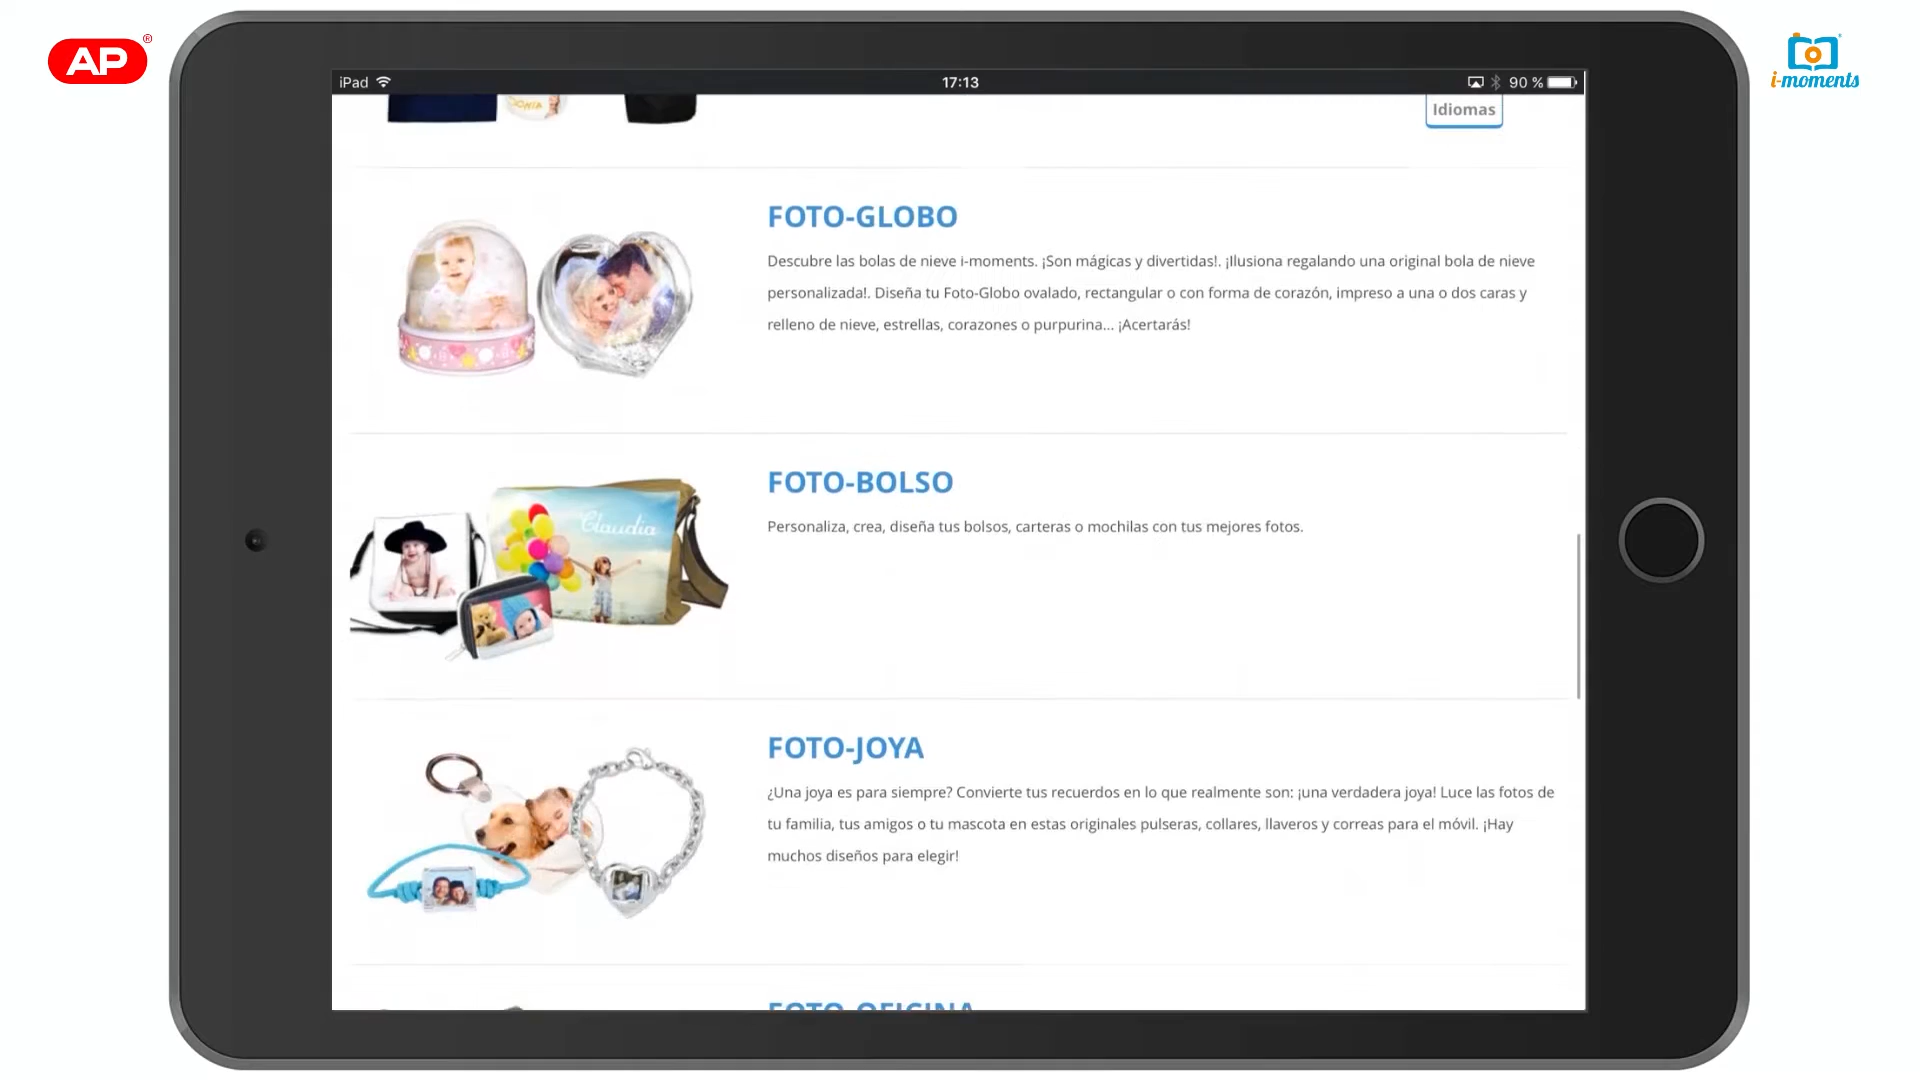 AP®
i-moments
iPad 17:13 90 %
Idiomas
FOTO-GLOBO
Descubre las bolas de nieve i-moments. ¡Son mágicas y divertidas!. ¡Ilusiona regalando una original bola de nieve
personalizada!. Diseña tu Foto-Globo ovalado, rectangular o con forma de corazón, impreso a una o dos caras y
relleno de nieve, estrellas, corazones o purpurina... ¡Acertarás!
Claudia
FOTO-BOLSO
Personaliza, crea, diseña tus bolsos, carteras o mochilas con tus mejores fotos.
FOTO-JOYA
¿Una joya es para siempre? Convierte tus recuerdos en lo que realmente son: ¡una verdadera joya! Luce las fotos de
tu familia, tus amigos o tu mascota en estas originales pulseras, collares, llaveros y correas para el móvil. ¡Hay
muchos diseños para elegir!
FOTO-OFICINA